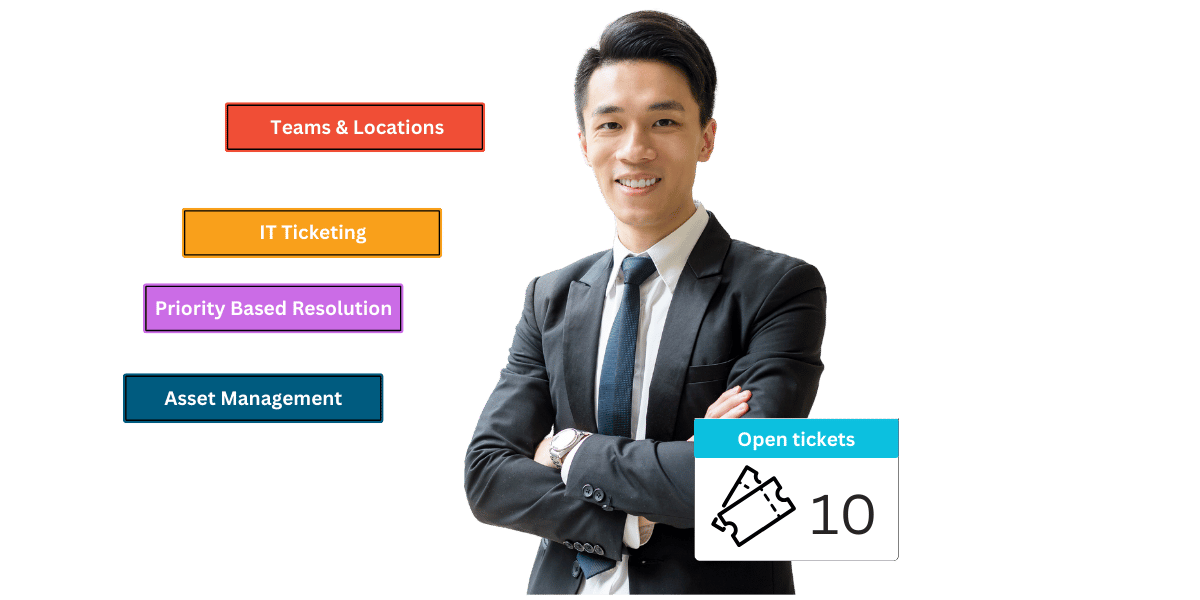 Teams & Locations
IT Ticketing
Priority Based Resolution
Asset Management
Open tickets
10